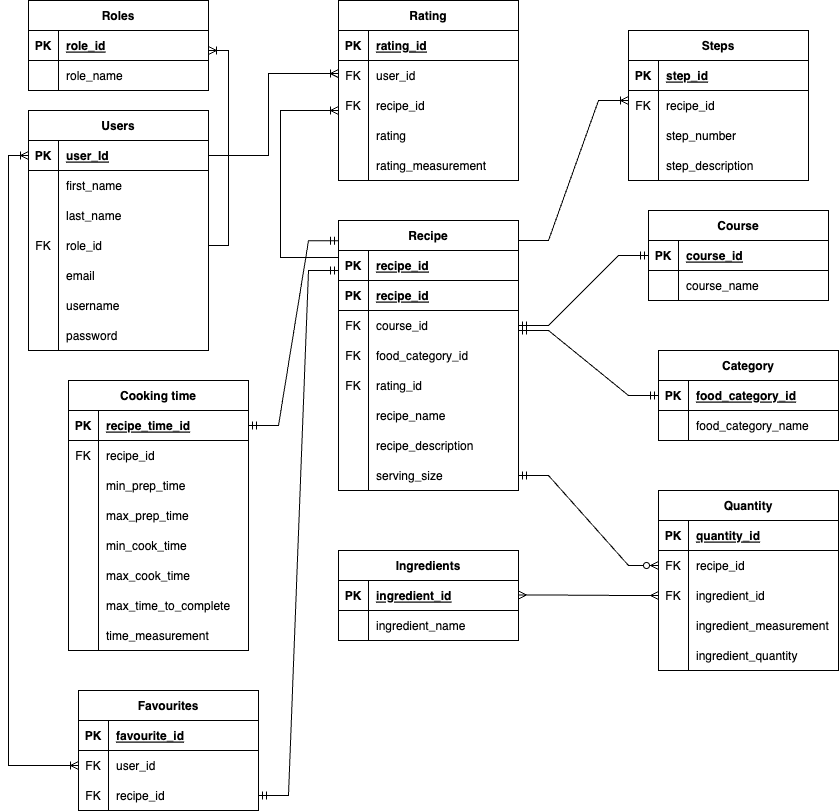 Roles
PK role_id
role_name
Users
PK user_Id
first_name
last_name
FK role_id
email
username
password
Rating
PK rating_id
FK user_id
FK recipe_id
rating
rating_measurement
Steps
PK step_id
FK recipe_id
step_number
step_description
Recipe
PK recipe_id
PK recipe_id
FK course_id
FK food_category_id
FK rating_id
recipe_name
recipe_description
serving_size
Course
PK course_id
course_name
Category
PK food_category_id
food_category_name
Cooking time
PK recipe_time_id
FK recipe_id
min_prep_time
max_prep_time
min_cook_time
max_cook_time
max_time_to_complete
time_measurement
Ingredients
PK ingredient_id
ingredient_name
Quantity
PK quantity_id
FK recipe_id
FK ingredient_id
ingredient_measurement
ingredient_quantity
Favourites
PK favourite_id
FK user_id
FK recipe_id